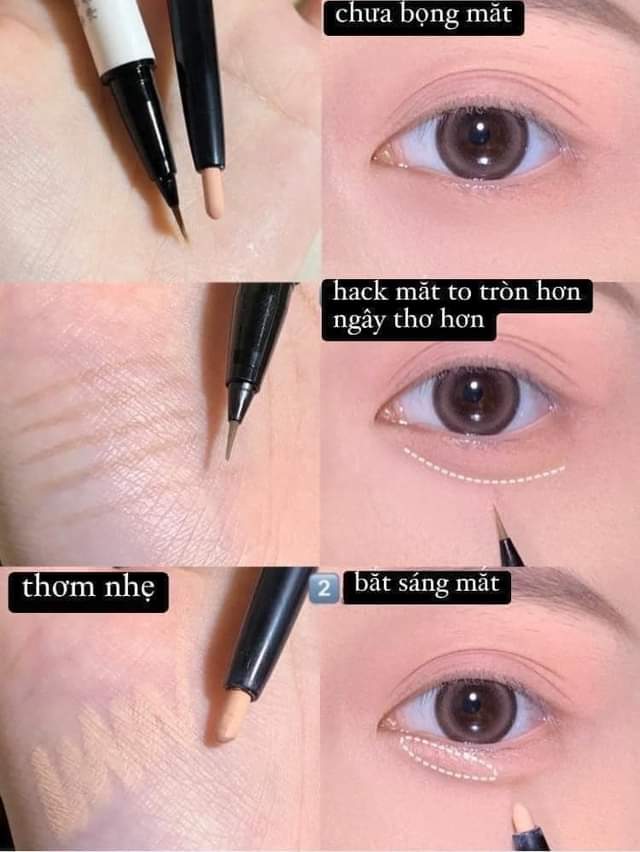 chưa bọng mắt
hack mắt to tròn hơn
ngây thơ hơn
thơm nhẹ
2 bắt sáng mắt